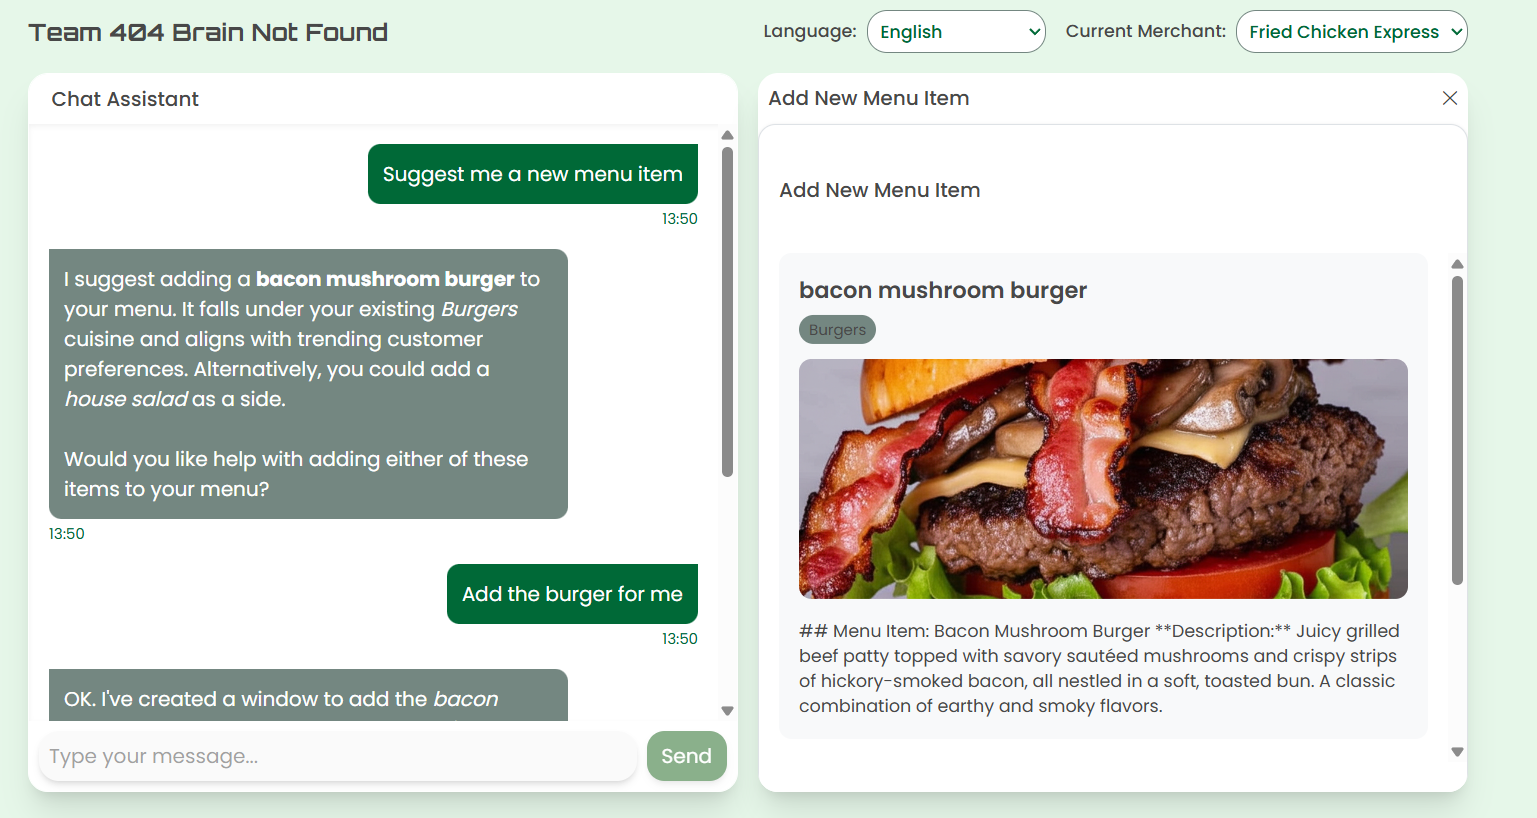 Team 404 Brain Not Found
Language:
English
Current Merchant:
Fried Chicken Express
Chat Assistant
Suggest me a new menu item
13:50
I suggest adding a bacon mushroom burger to
your menu. It falls under your existing Burgers
cuisine and aligns with trending customer
preferences. Alternatively, you could add a
house salad as a side.
Would you like help with adding either of these
items to your menu?
13:50
Add the burger for me
13:50
OK. I've created a window to add the bacon
Type your message...
Send
Add New Menu Item
Add New Menu Item
bacon mushroom burger
Burgers
## Menu Item: Bacon Mushroom Burger **Description:** Juicy grilled
beef patty topped with savory sautéed mushrooms and crispy strips
of hickory-smoked bacon, all nestled in a soft, toasted bun. A classic
combination of earthy and smoky flavors.